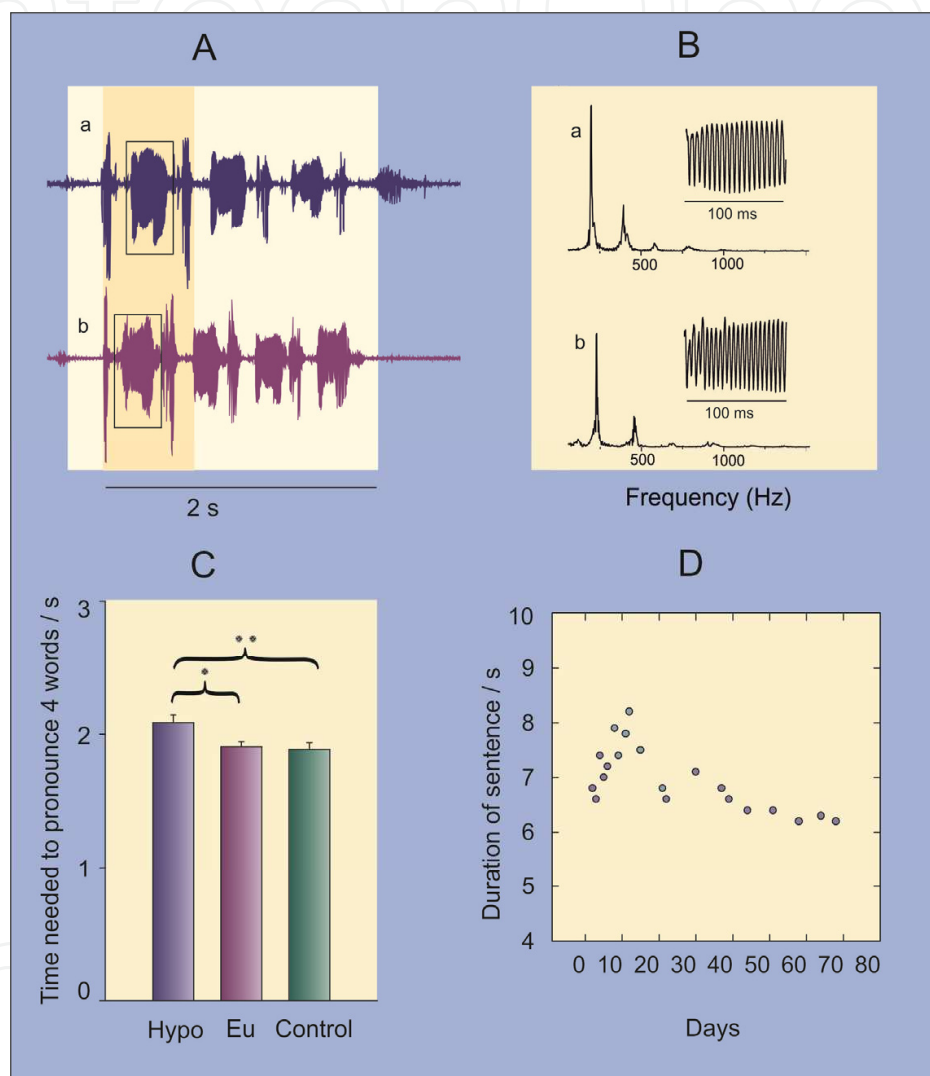 A
a
b
2 s
B
a
100 ms
500
1000
b
100 ms
500
1000
Frequency (Hz)
C
Time needed to pronounce 4 words / s
3
2
1
0
* *
*
Hypo
Eu
Control
D
Duration of sentence / s
10
9
8
7
6
5
4
0 10 20 30 40 50 60 70 80
Days